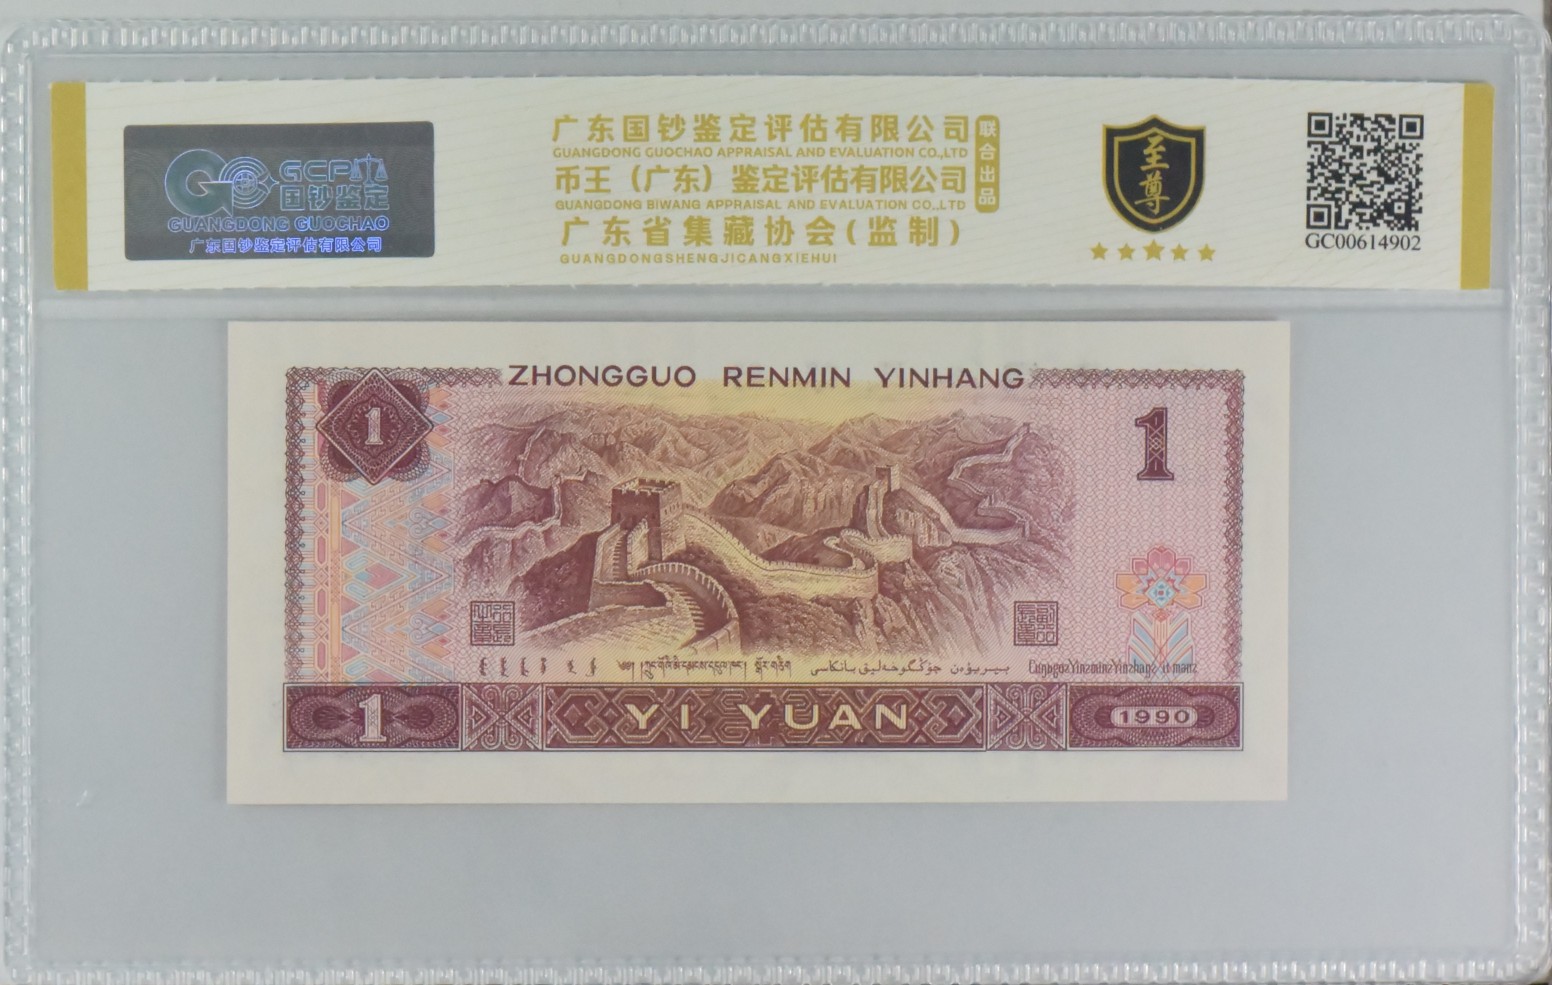 GCP
国钞鉴定
GUANGDONG GUOCHAO
广东国钞鉴定评估有限公司
广东国钞鉴定评估有限公司
GUANGDONG GUOCHAO APPRAISAL AND EVALUATION CO.,LTD
币王（广东）鉴定评估有限公司
GUANGDONG BIWANG APPRAISAL AND EVALUATION CO.,LTD
广东省集藏协会(监制)
GUANGDONGSHENGJICANGXIEHUI
联合出品
至尊
GC00614902
ZHONGGUO RENMIN YINHANG
1
1
1
YI YUAN
1990